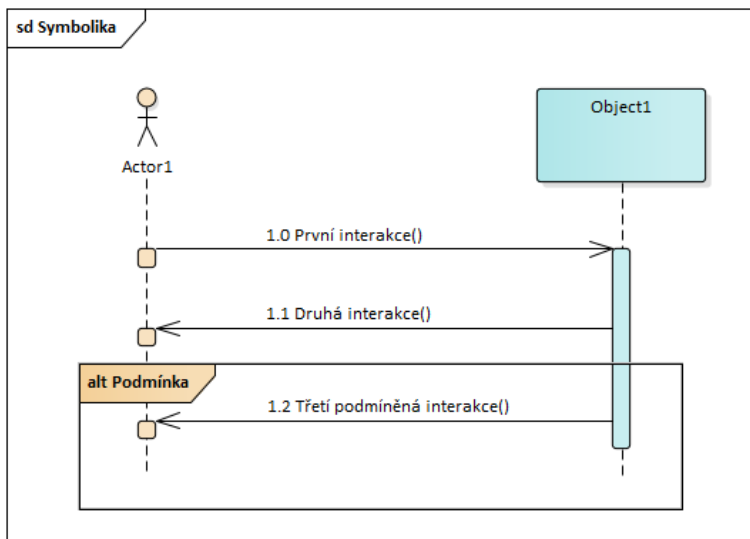 sd Symbolika
Object1
Actor1
1.0 První interakce()
1.1 Druhá interakce()
alt Podmínka
1.2 Třetí podmíněná interakce()